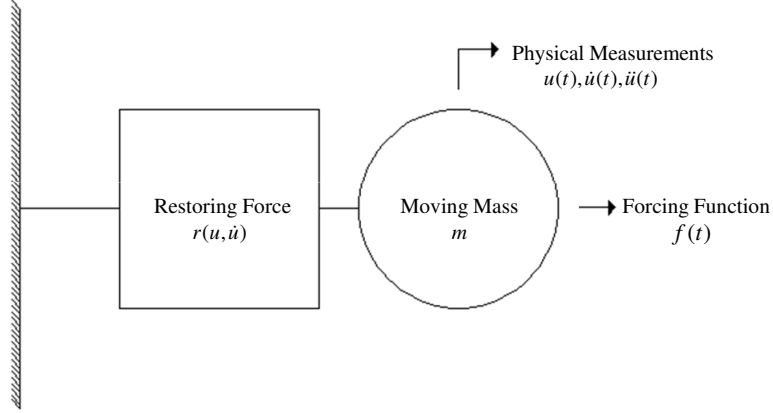 Physical Measurements
u(t), u̇(t), ü(t)
Restoring Force
r(u, u̇)
Moving Mass
m
Forcing Function
f(t)